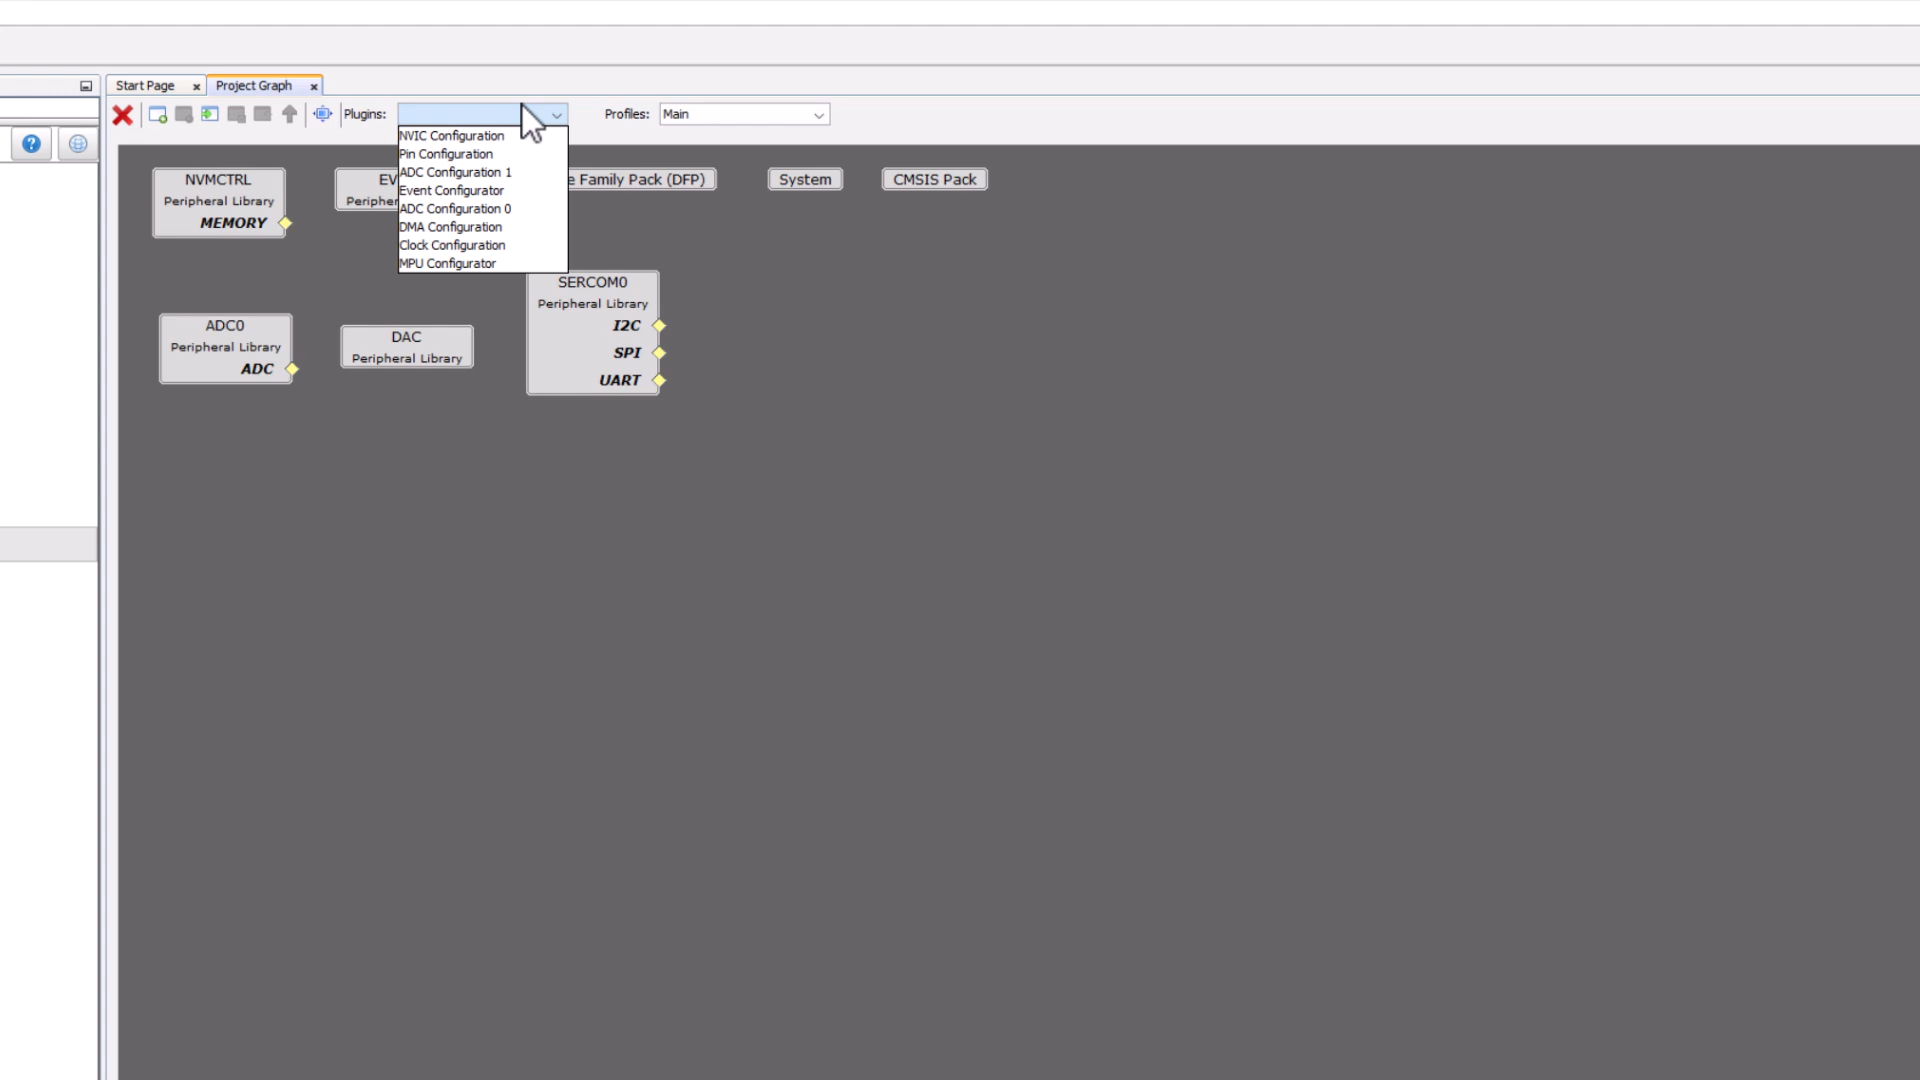 Start Page
Project Graph
Plugins:
Profiles: Main
NVIC Configuration
Pin Configuration
ADC Configuration 1
Event Configurator
ADC Configuration 0
DMA Configuration
Clock Configuration
MPU Configurator
NVMCTRL
Peripheral Library
MEMORY
EV
Periphe
e Family Pack (DFP)
System
CMSIS Pack
SERCOM0
Peripheral Library
I2C
SPI
UART
ADC0
Peripheral Library
ADC
DAC
Peripheral Library